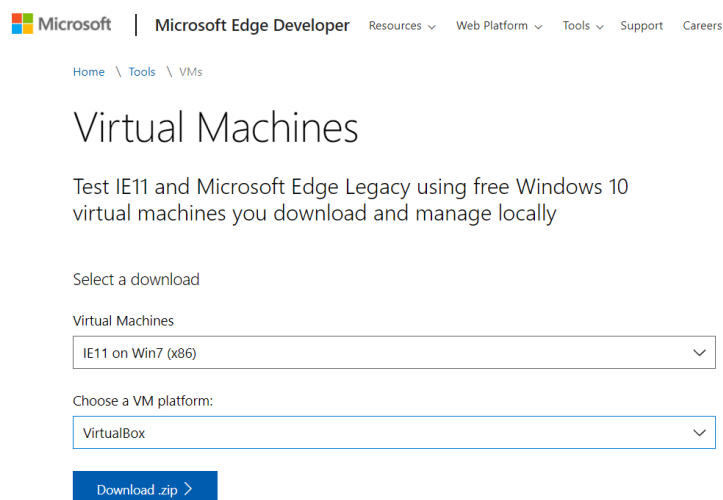 Microsoft | Microsoft Edge Developer Resources Web Platform Tools Support Careers
Home \ Tools \ VMs
Virtual Machines
Test IE11 and Microsoft Edge Legacy using free Windows 10
virtual machines you download and manage locally
Select a download
Virtual Machines
IE11 on Win7 (x86)
Choose a VM platform:
VirtualBox
Download .zip